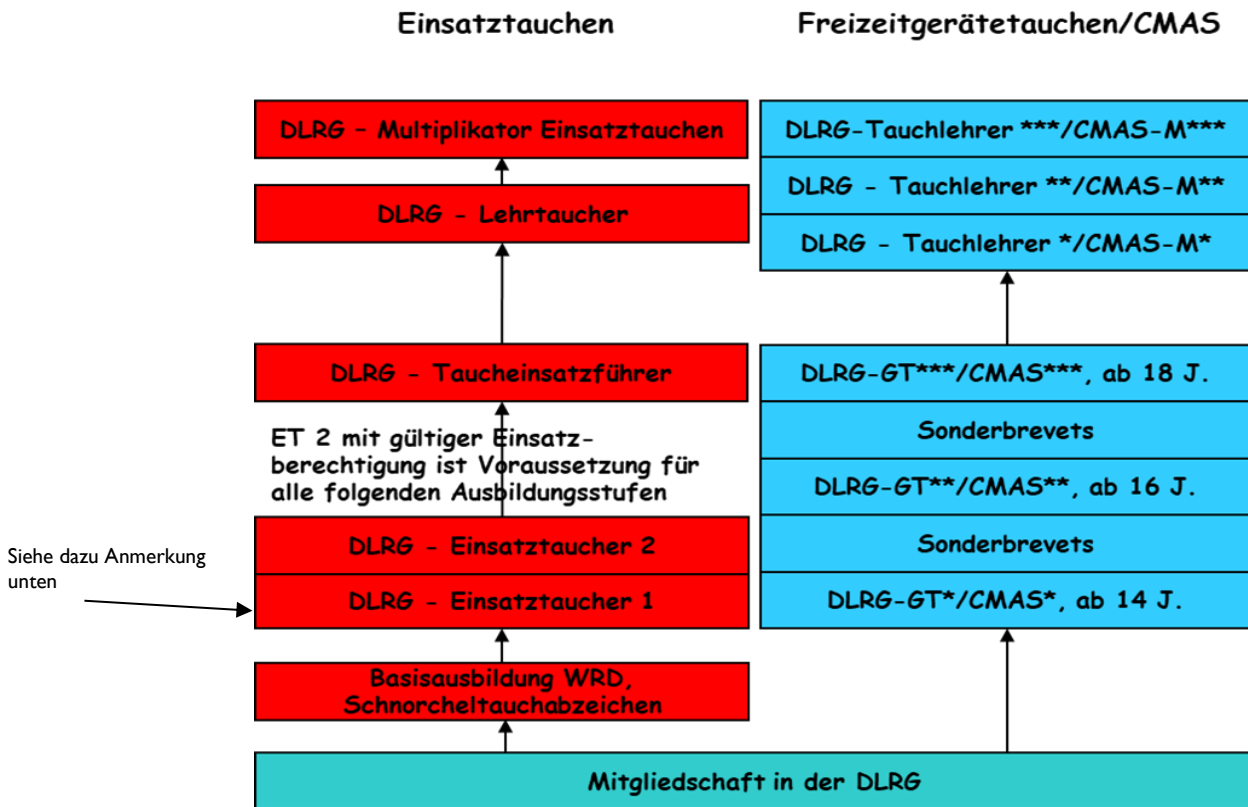 Einsatztauchen
Freizeitgerätetauchen/CMAS
DLRG - Multiplikator Einsatztauchen
DLRG - Lehrtaucher
DLRG - Taucheinsatzführer
ET 2 mit gültiger Einsatz-
berechtigung ist Voraussetzung für
alle folgenden Ausbildungsstufen
DLRG - Einsatztaucher 2
DLRG - Einsatztaucher 1
Siehe dazu Anmerkung
unten
Basisausbildung WRD,
Schnorcheltauchabzeichen
DLRG-Tauchlehrer ***/CMAS-M***
DLRG - Tauchlehrer **/CMAS-M**
DLRG - Tauchlehrer */CMAS-M*
DLRG-GT***/CMAS***, ab 18 J.
Sonderbrevets
DLRG-GT**/CMAS**, ab 16 J.
Sonderbrevets
DLRG-GT*/CMAS*, ab 14 J.
Mitgliedschaft in der DLRG